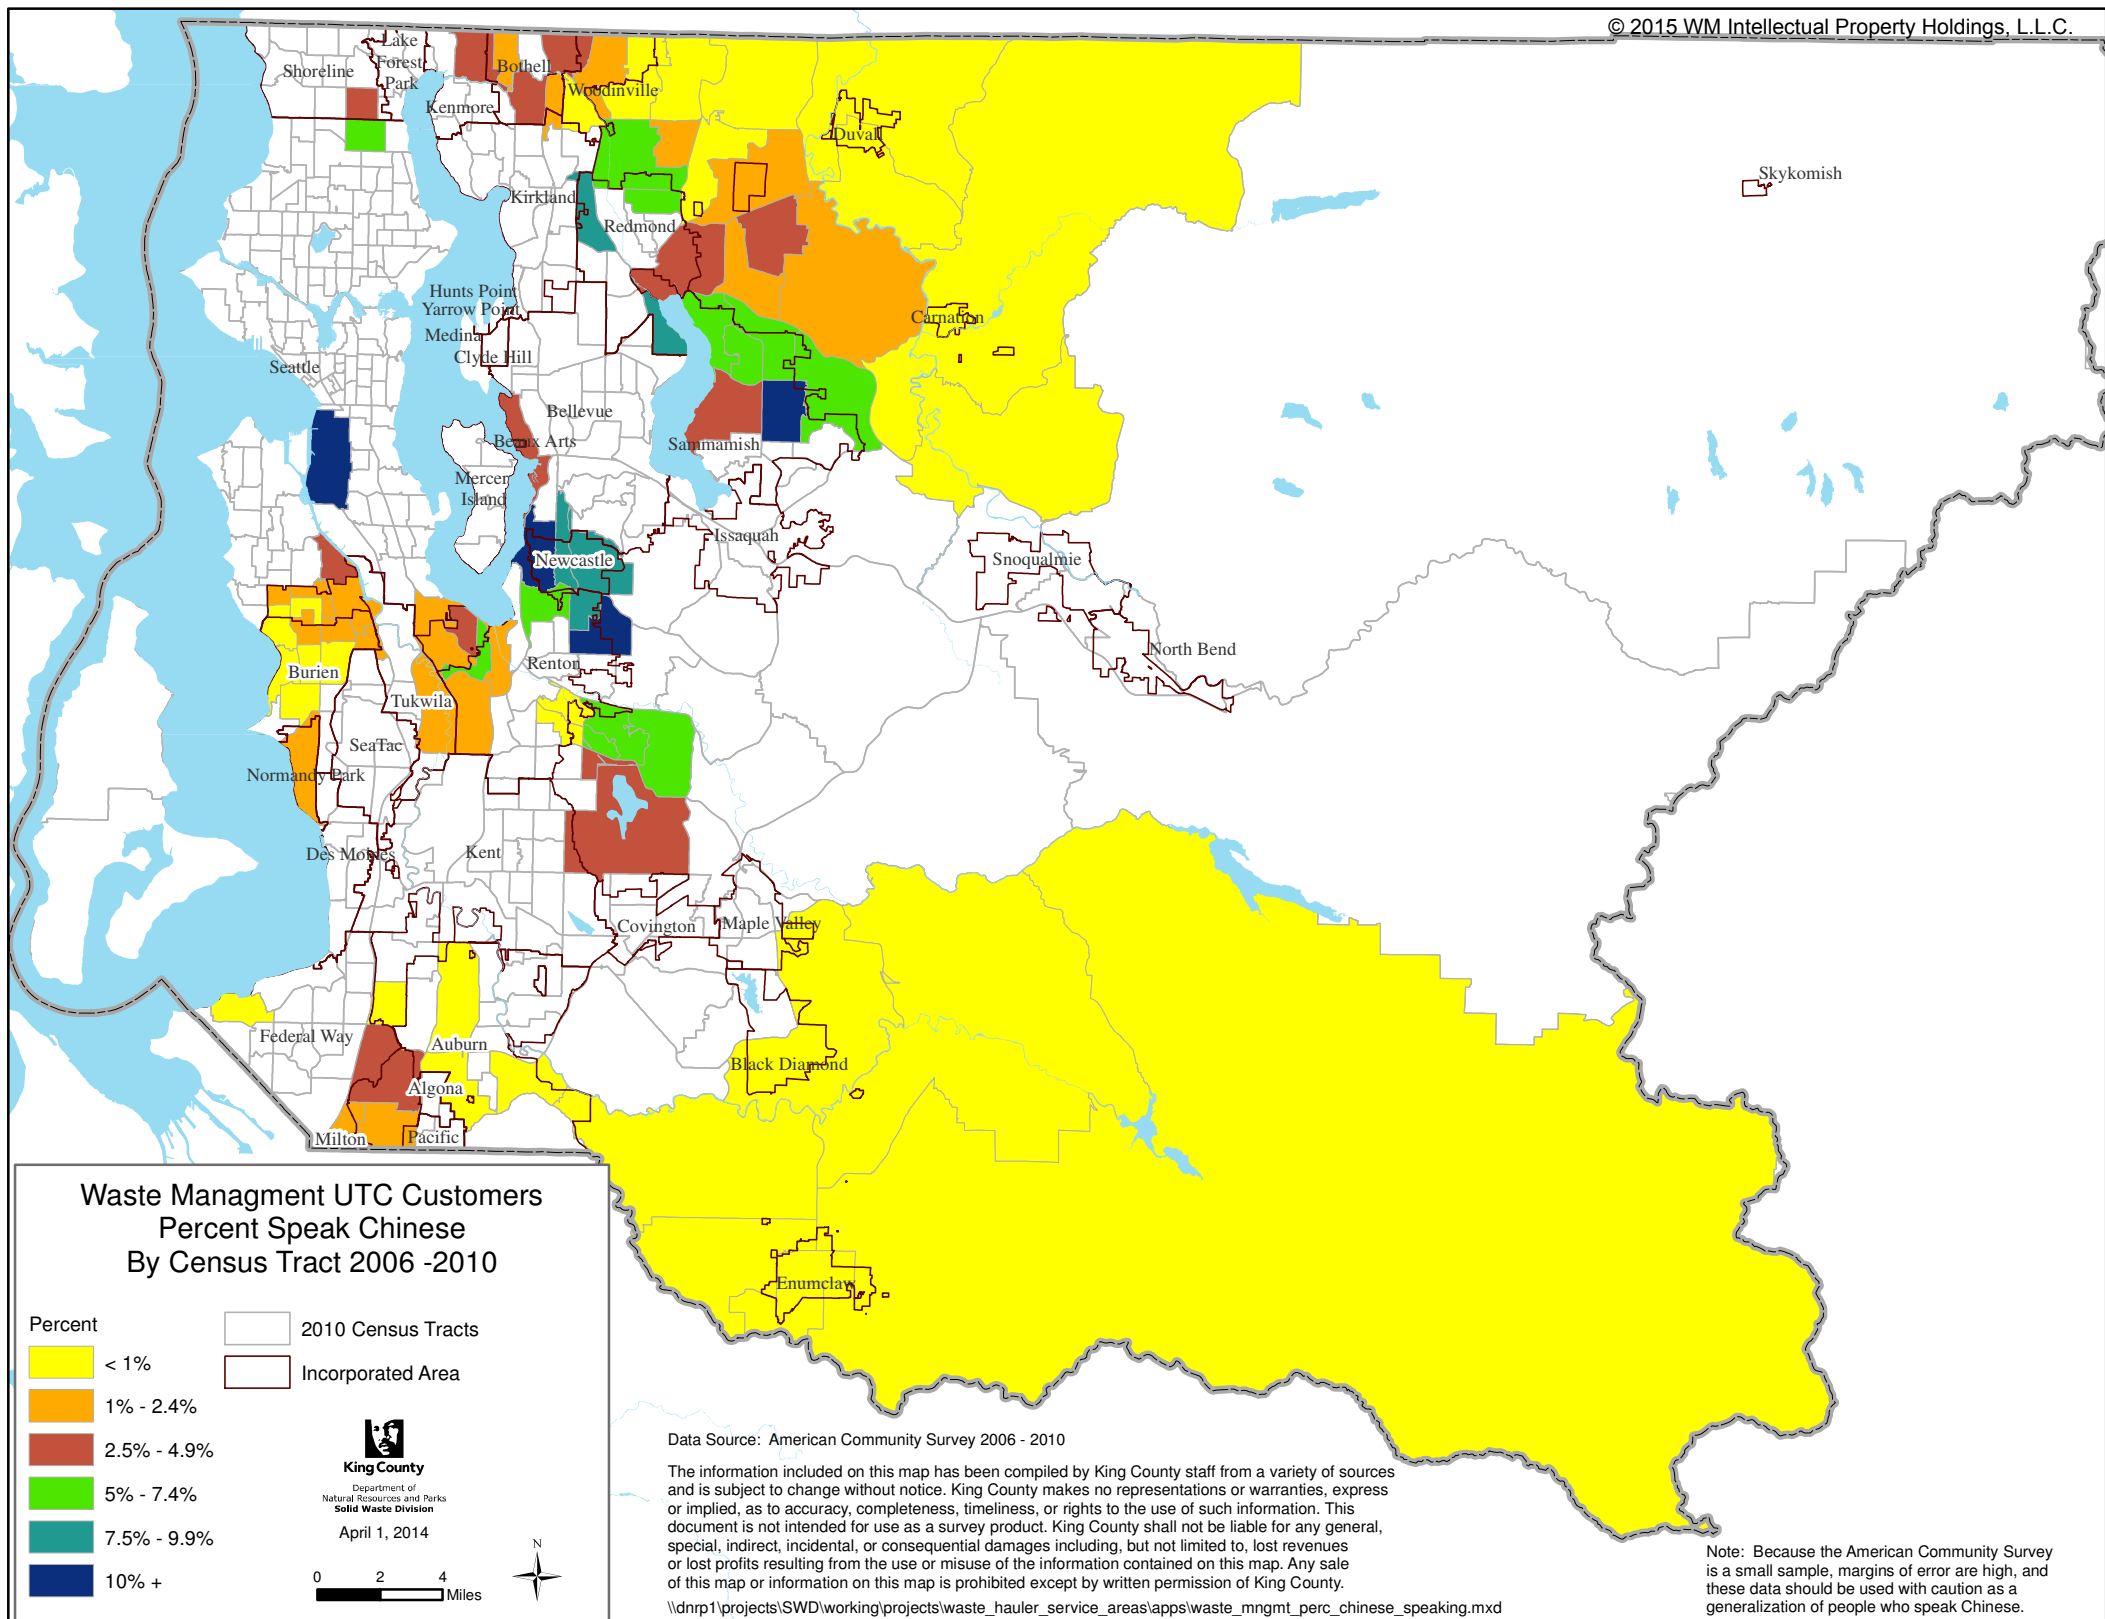 © 2015 WM Intellectual Property Holdings, L.L.C.
Lake
Forest
Park
Shoreline
Bothell
Kenmore
Woodinville
Duvall
Skykomish
Kirkland
Redmond
Hunts Point
Yarrow Point
Medina
Clyde Hill
Carnation
Seattle
Bellevue
Beaux Arts
Sammamish
Mercer
Island
Issaquah
Newcastle
Snoqualmie
North Bend
Renton
Burien
Tukwila
SeaTac
Normandy Park
Des Moines
Kent
Covington
Maple Valley
Federal Way
Auburn
Black Diamond
Algona
Milton
Pacific
Enumclaw
Waste Managment UTC Customers
Percent Speak Chinese
By Census Tract 2006 -2010
Percent
< 1%
1% - 2.4%
2.5% - 4.9%
5% - 7.4%
7.5% - 9.9%
10% +
2010 Census Tracts
Incorporated Area
King County
Department of
Natural Resources and Parks
Solid Waste Division
April 1, 2014
N
0 2 4
Miles
Data Source: American Community Survey 2006 - 2010
The information included on this map has been compiled by King County staff from a variety of sources
and is subject to change without notice. King County makes no representations or warranties, express
or implied, as to accuracy, completeness, timeliness, or rights to the use of such information. This
document is not intended for use as a survey product. King County shall not be liable for any general,
special, indirect, incidental, or consequential damages including, but not limited to, lost revenues
or lost profits resulting from the use or misuse of the information contained on this map. Any sale
of this map or information on this map is prohibited except by written permission of King County.
\\dnrp1\projects\SWD\working\projects\waste_hauler_service_areas\apps\waste_mngmt_perc_chinese_speaking.mxd
Note: Because the American Community Survey
is a small sample, margins of error are high, and
these data should be used with caution as a
generalization of people who speak Chinese.